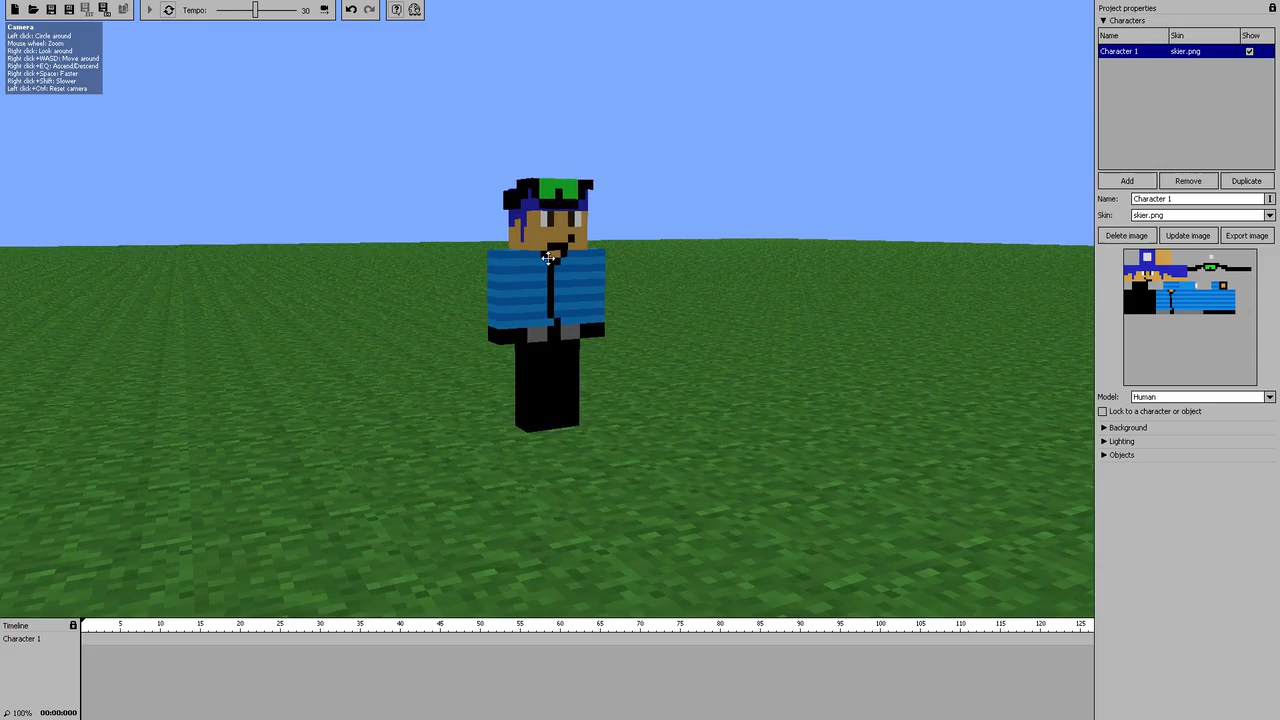 Tempo: 30
Camera
Left click: Circle around
Mouse wheel: Zoom
Right click: Look around
Right click+WASD: Move around
Right click+EQ: Ascend/Descend
Right click+Space: Faster
Right click+Shift: Slower
Left click+Ctrl: Reset camera
Project properties
Characters
Name Skin Show
Character 1 skier.png
Add Remove Duplicate
Name: Character 1
Skin: skier.png
Delete image Update image Export image
Model: Human
Lock to a character or object
Background
Lighting
Objects
Timeline 5 10 15 20 25 30 35 40 45 50 55 60 65 70 75 80 85 90 95 100 105 110 115 120 125
Character 1
100% 00:00:000